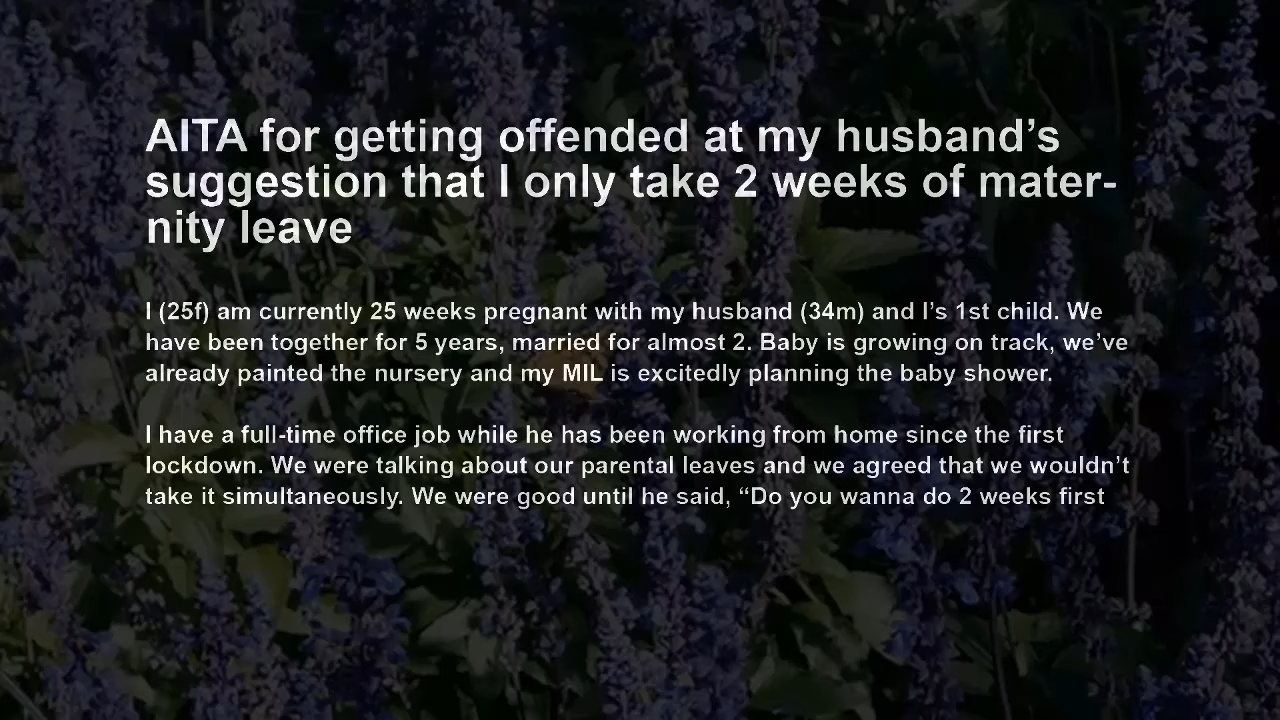 AITA for getting offended at my husband’s
suggestion that I only take 2 weeks of mater-
nity leave
I (25f) am currently 25 weeks pregnant with my husband (34m) and I’s 1st child. We
have been together for 5 years, married for almost 2. Baby is growing on track, we’ve
already painted the nursery and my MIL is excitedly planning the baby shower.
I have a full-time office job while he has been working from home since the first
lockdown. We were talking about our parental leaves and we agreed that we wouldn’t
take it simultaneously. We were good until he said, “Do you wanna do 2 weeks first